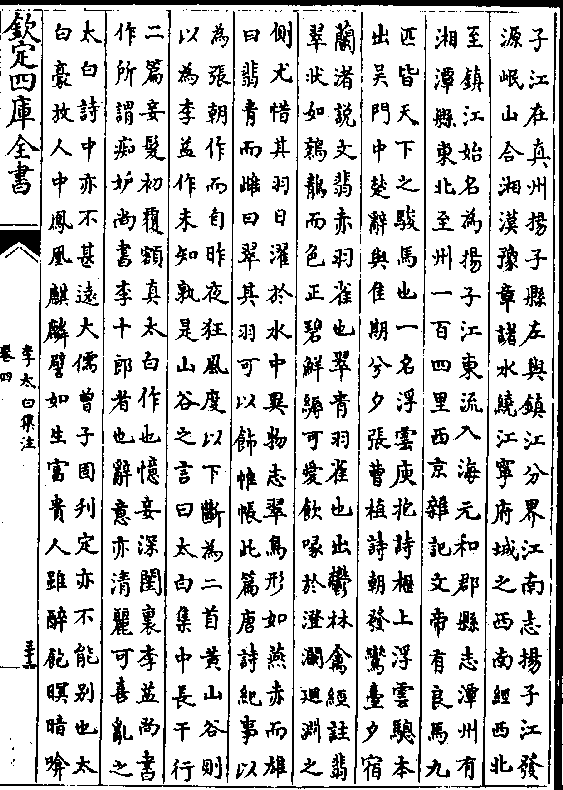 子江在真州揚子縣左與鎮江分界江南志揚子江發
源岷山合湘漢豫章諸水繞江寧府城之西南經西北
至鎮江始名為揚子江東流入海元和郡縣志潭州有
湘潭縣東北至州一百四里西京雜記文帝有良馬九
匹皆天下之駿馬也一名浮雲庾抱詩櫪上浮雲驄本
出吳門中楚辭與佳期兮夕張曹植詩朝發鸞臺夕宿
蘭渚說文翡赤羽雀也翠青羽雀也出鬱林禽經註翡
翠狀如鵁鶄而色正碧鮮縟可愛飲啄於澄瀾迴淵之
側尤惜其羽日濯於水中異物志翠鳥形如燕赤而雄
曰翡青而雌曰翠其羽可以飾帷帳此篇唐詩紀事以
為張朝作而自昨夜狂風度以下斷為二首黄山谷則
以為李益作未知孰是山谷之言曰太白集中長干行
二篇妾髮初覆額真太白作也憶妾深閨裏李益尚書
作所謂痴妒尚書李十郎者也辭意亦清麗可喜亂之
太白詩中亦不甚遠大儒曾子固刊定亦不能别也太
白豪放人中鳳凰麒麟譬如生富貴人雖醉飽暝暗啽
欽定四庫全書
李太白集注
卷四